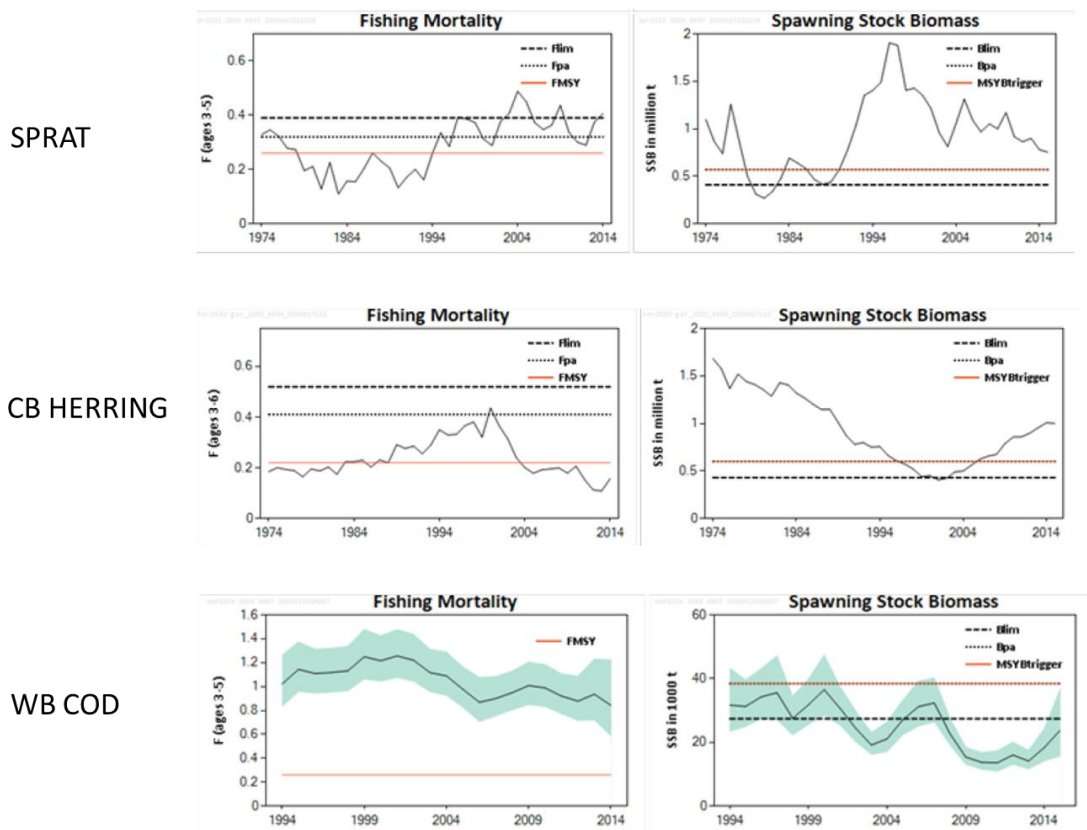 Fishing Mortality
Spawning Stock Biomass
SPRAT
F (ages 3-5)
0.6
0.4
0.2
0
Flim
Fpa
FMSY
1974 1984 1994 2004 2014
SSB in million t
2
1.5
1
0.5
0
Blim
Bpa
MSYBtrigger
1974 1984 1994 2004 2014
Fishing Mortality
Spawning Stock Biomass
CB HERRING
F (ages 3-6)
0.6
0.4
0.2
0
Flim
Fpa
FMSY
1974 1984 1994 2004 2014
SSB in million t
2
1.5
1
0.5
0
Blim
Bpa
MSYBtrigger
1974 1984 1994 2004 2014
Fishing Mortality
Spawning Stock Biomass
WB COD
F (ages 3-5)
1.6
1.4
1.2
1
0.8
0.6
0.4
0.2
0
FMSY
1994 1999 2004 2009 2014
SSB in 1000 t
60
40
20
0
Blim
Bpa
MSYBtrigger
1994 1999 2004 2009 2014